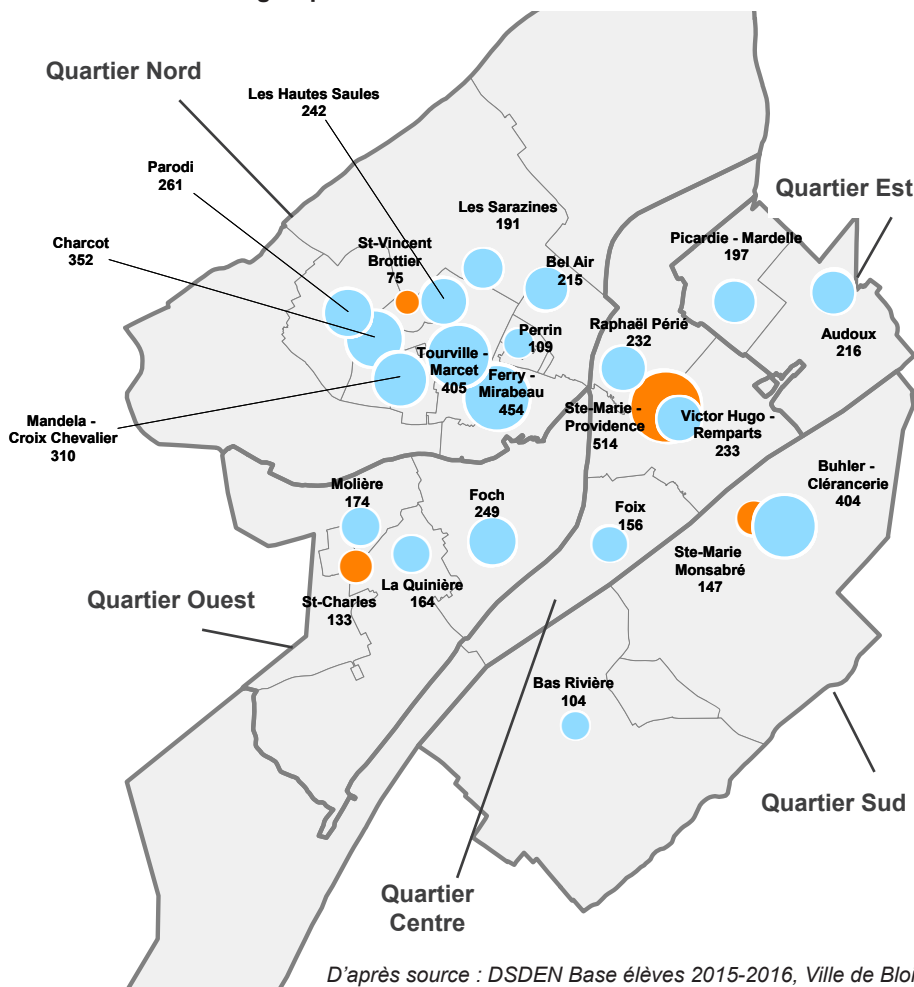 Quartier Nord
Les Hautes Saules
242
Parodi
261
Charcot
352
St-Vincent
Brottier
75
Les Sarazines
191
Bel Air
215
Perrin
109
Tourville -
Marcet
405
Ferry -
Mirabeau
454
Mandela -
Croix Chevalier
310
Quartier Est
Picardie - Mardelle
197
Audoux
216
Raphaël Périé
232
Ste-Marie -
Providence
514
Victor Hugo -
Remparts
233
Buhler -
Clérancerie
404
Molière
174
Foch
249
Foix
156
Ste-Marie
Monsabré
147
Quartier Ouest
St-Charles
133
La Quinière
164
Bas Rivière
104
Quartier Sud
Quartier
Centre
D'après source : DSDEN Base élèves 2015-2016, Ville de